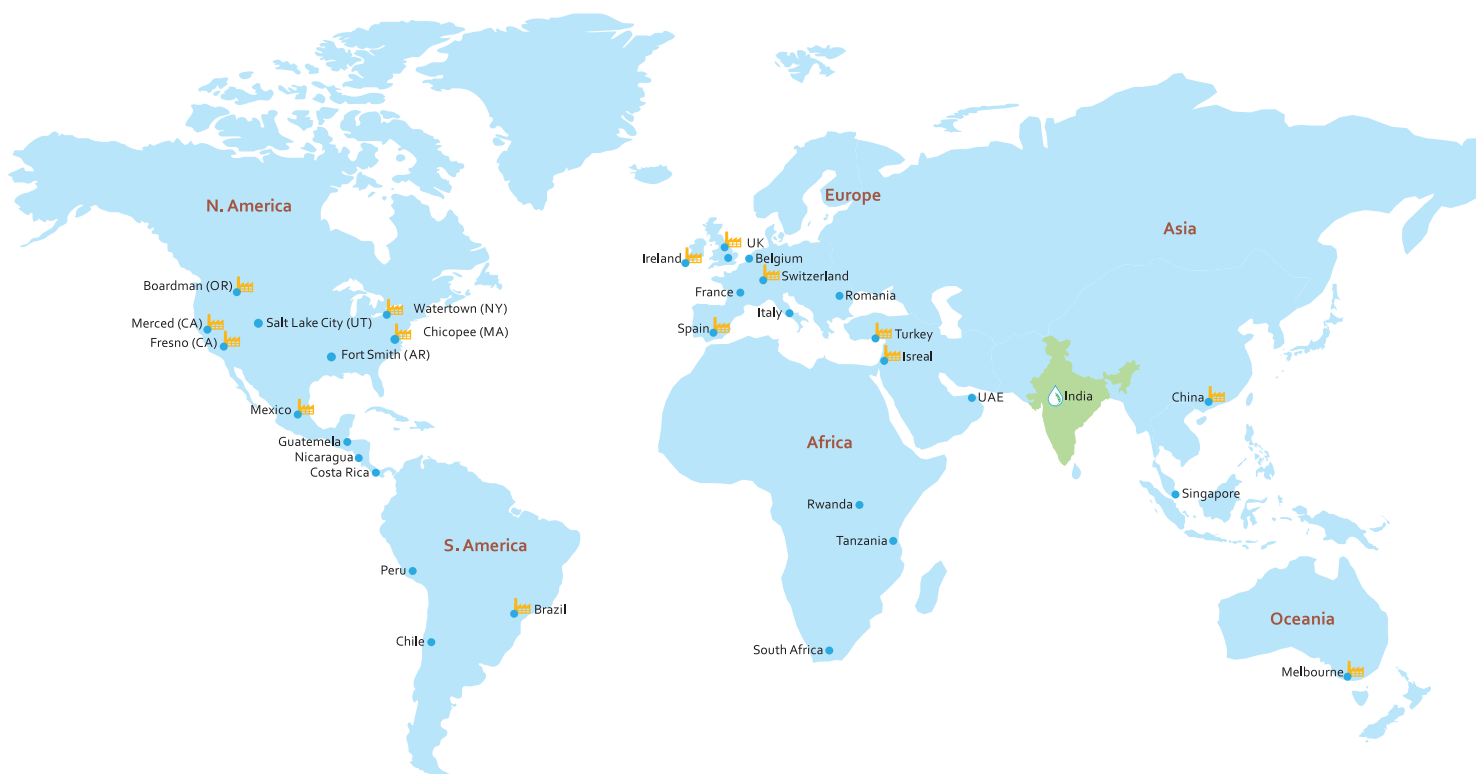 N. America
Europe
Asia
UK
Ireland
Belgium
Switzerland
Boardman (OR)
France
Romania
Watertown (NY)
Italy
Merced (CA)
Salt Lake City (UT)
Chicopee (MA)
Spain
Turkey
Fresno (CA)
Fort Smith (AR)
Isreal
India
UAE
China
Mexico
Guatemela
Africa
Nicaragua
Costa Rica
Singapore
Rwanda
Tanzania
S. America
Peru
Brazil
Oceania
Chile
South Africa
Melbourne